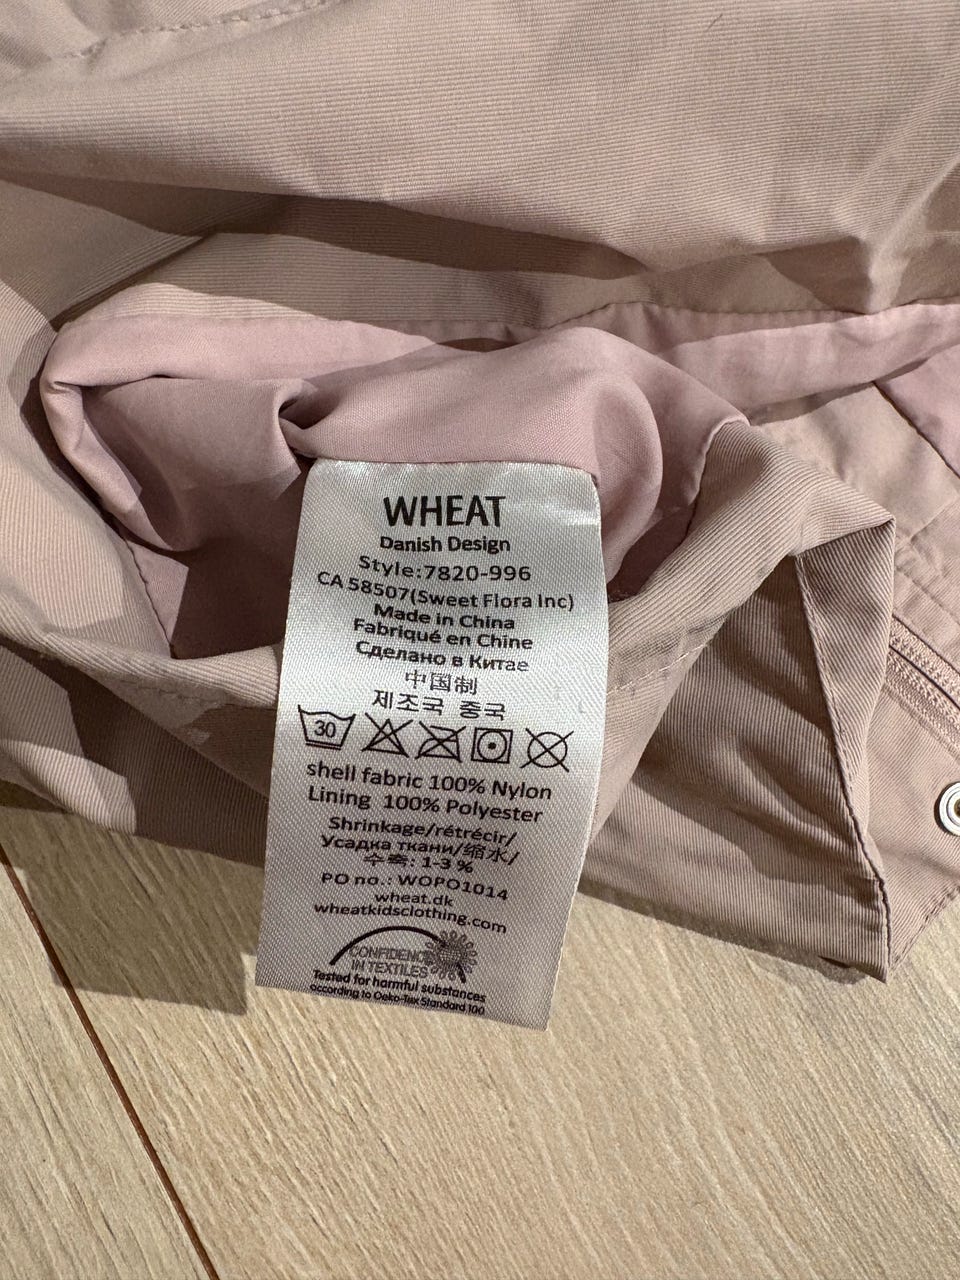 WHEAT
Danish Design
Style:7820-996
CA 58507(Sweet Flora Inc)
Made in China
Fabriqué en Chine
Сделано в Китае
中国制
제조국 중국
30
shell fabric 100% Nylon
Lining 100% Polyester
Shrinkage/rétrécir/
Усадка ткани/缩水/
수축: 1-3 %
PO no.: WOPO1014
wheat.dk
wheatkidsclothing.com
CONFIDENCE
IN TEXTILES
Tested for harmful substances
according to Oeko-Tex Standard 100